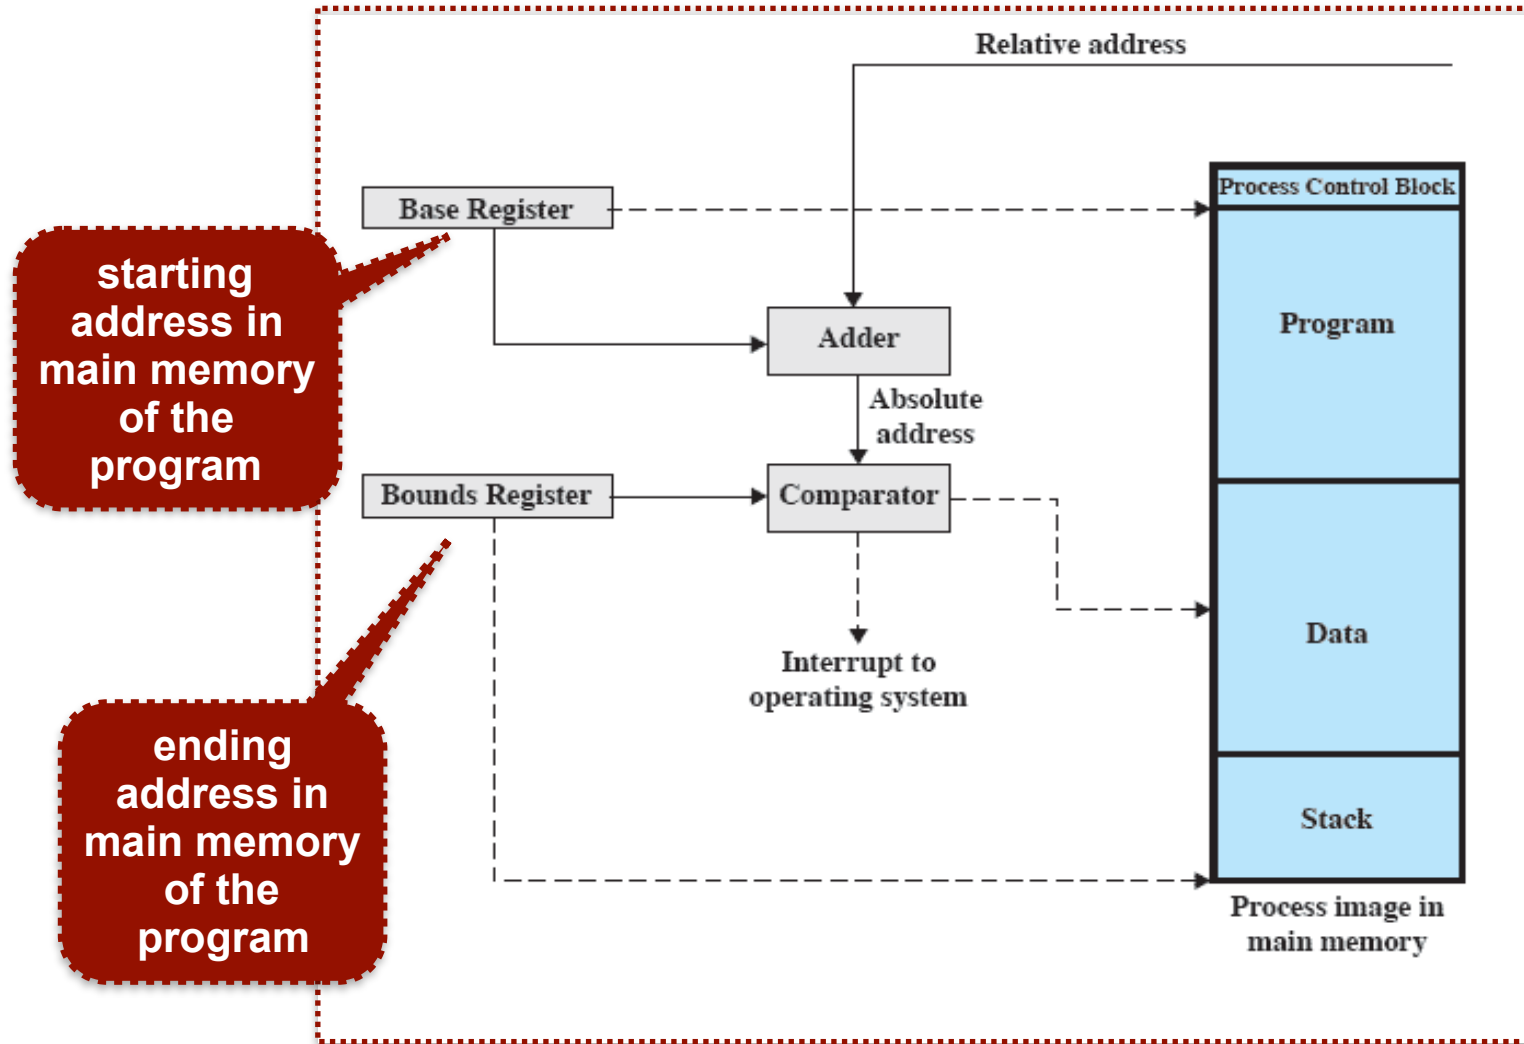 Relative address
Process Control Block
Base Register
starting
address in
main memory
of the
program
Adder
Program
Absolute
address
Bounds Register
Comparator
Data
Interrupt to
operating system
ending
address in
main memory
of the
program
Stack
Process image in
main memory